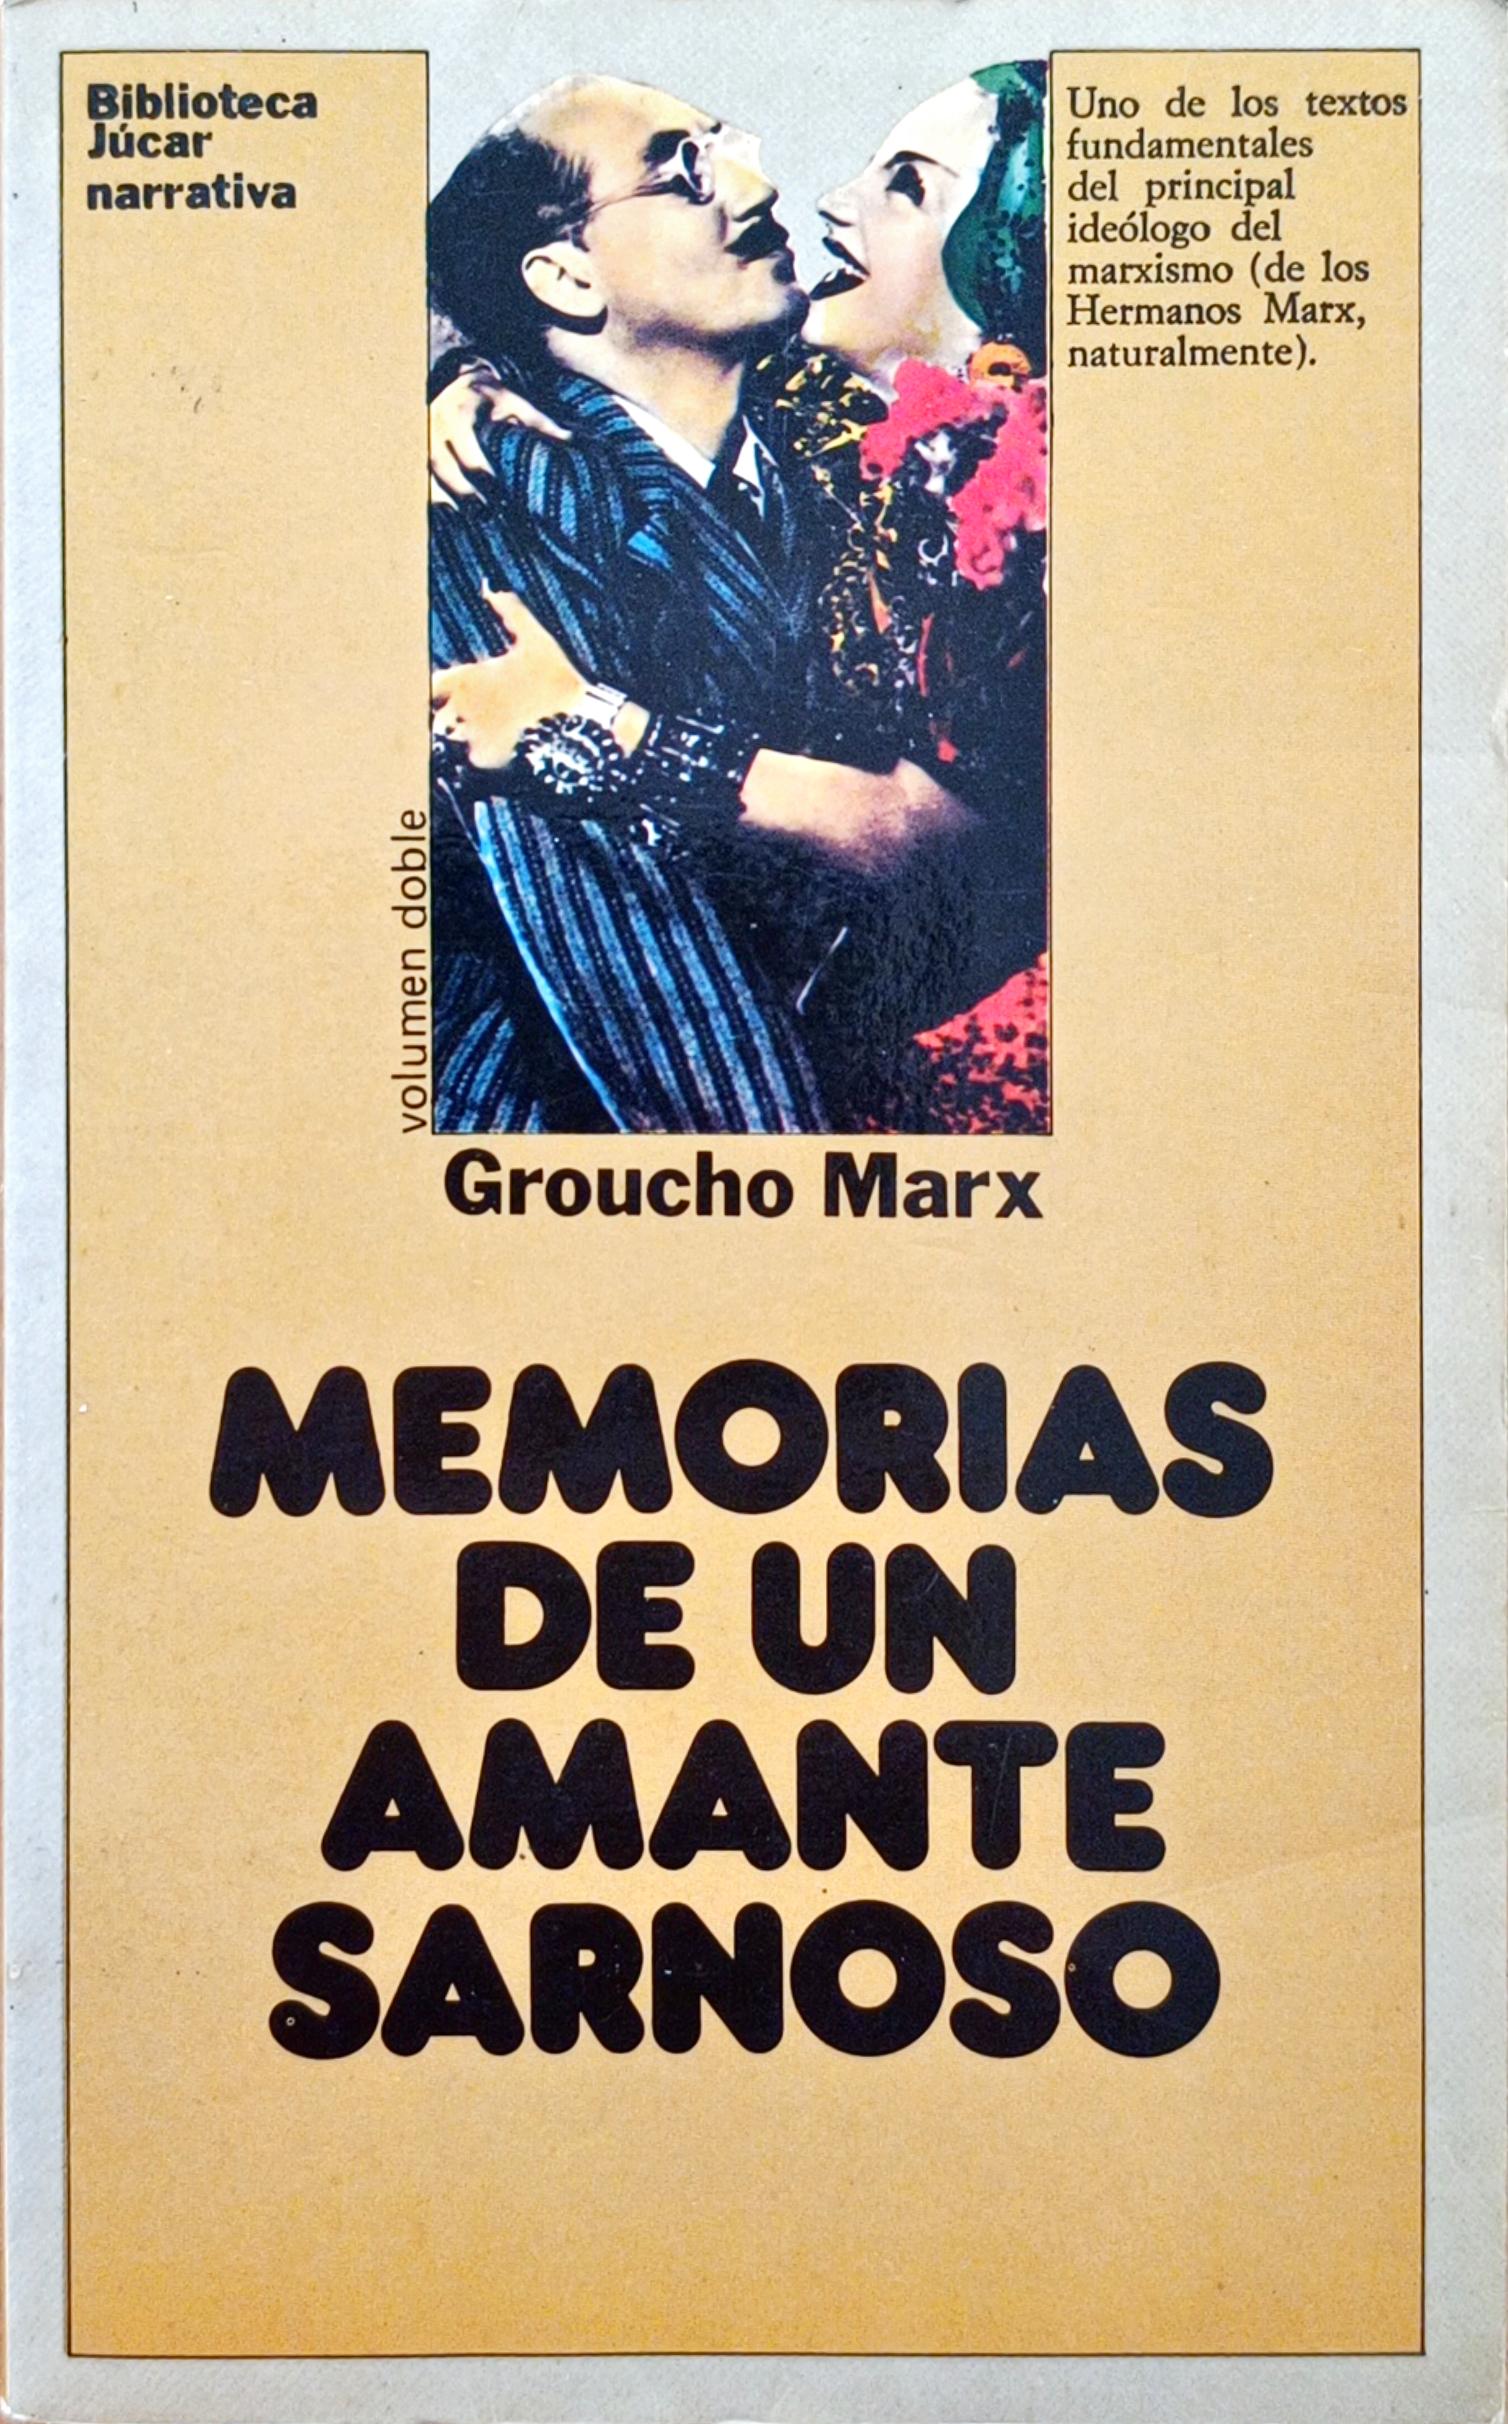 Biblioteca
Júcar
narrativa
Uno de los textos
fundamentales
del principal
ideólogo del
marxismo (de los
Hermanos Marx,
naturalmente).
volumen doble
Groucho Marx
MEMORIAS
DE UN
AMANTE
SARNOSO